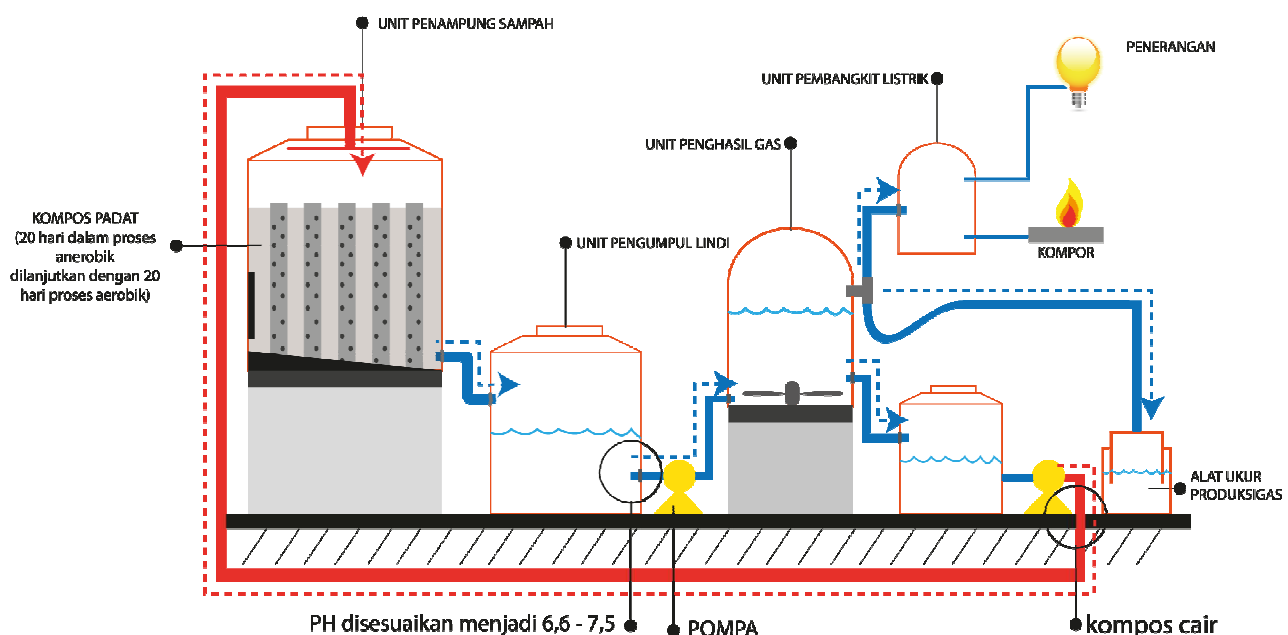 UNIT PENAMPUNG SAMPAH
PENERANGAN
UNIT PEMBANGKIT LISTRIK
UNIT PENGHASIL GAS
KOMPOS PADAT
(20 hari dalam proses
anerobik
dilanjutkan dengan 20
hari proses aerobik)
UNIT PENGUMPUL LINDI
KOMPOR
ALAT UKUR
PRODUKSIGAS
PH disesuaikan menjadi 6,6 - 7,5
POMPA
kompos cair